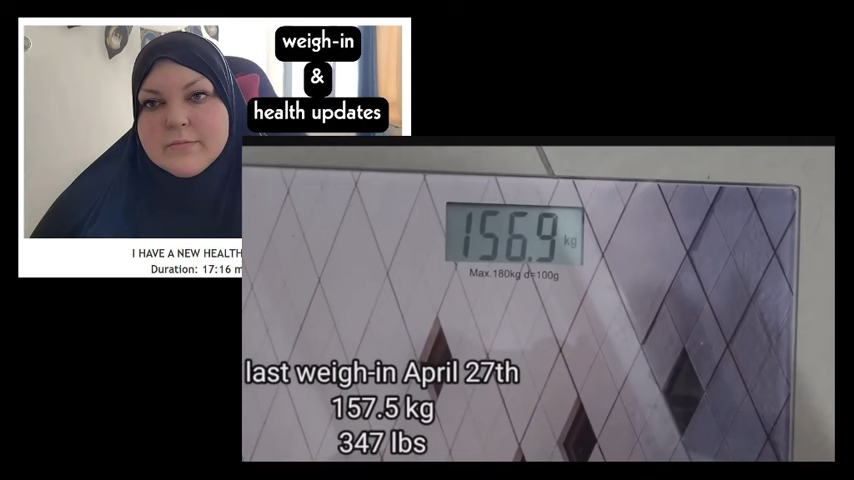 weigh-in
&
health updates
I HAVE A NEW HEALTH
Duration: 17:16 m
156.9 kg
Max.180kg d=100g
last weigh-in April 27th
157.5 kg
347 lbs